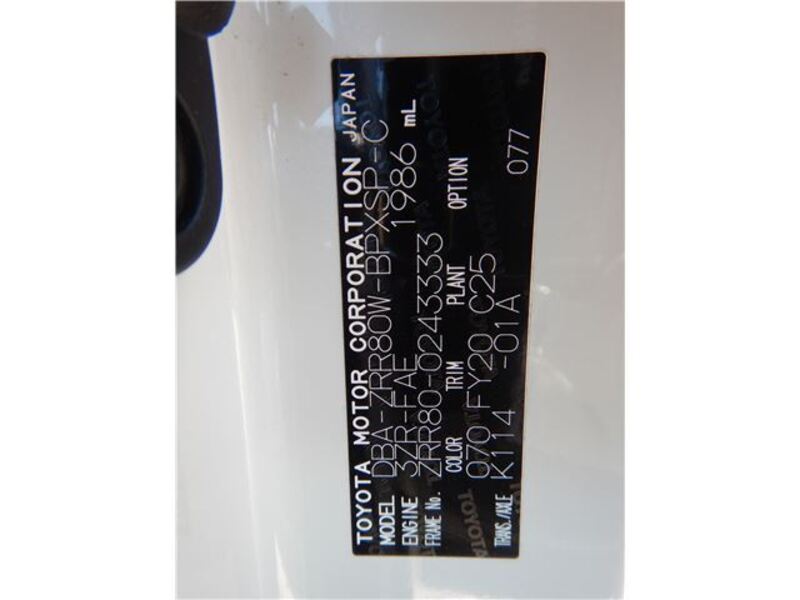 TOYOTA MOTOR CORPORATION JAPAN
MODEL DBA-ZRR80W-BPXSP-C
ENGINE 3ZR-FAE 1986 mL
FRAME No. ZRR80-0243333
COLOR TRIM PLANT OPTION
070 FY20 C25
TRANS./AXLE K114 -01A 077